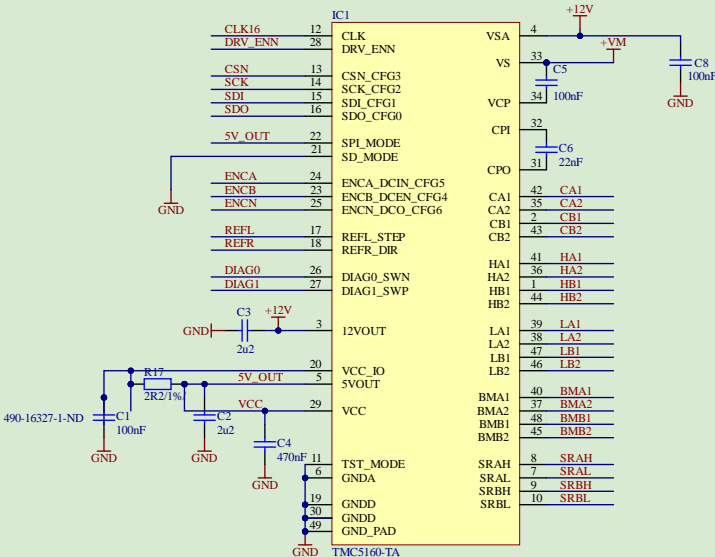 IC1
+12V
+VM
CLK16 12 CLK VSA 4
DRV_ENN 28 DRV_ENN
VS 33
C5
100nF
C8
100nF
GND
CSN 13 CSN_CFG3
SCK 14 SCK_CFG2
SDI 15 SDI_CFG1 VCP 34
SDO 16 SDO_CFG0
CPI 32
5V_OUT 22 SPI_MODE
21 SD_MODE
C6
22nF
CPO 31
GND
ENCA 24 ENCA_DCIN_CFG5
ENCB 23 ENCB_DCEN_CFG4 CA1 42 CA1
ENCN 25 ENCN_DCO_CFG6 CA2 35 CA2
CB1 2 CB1
REFL 17 REFL_STEP CB2 43 CB2
REFR 18 REFR_DIR
HA1 41 HA1
DIAG0 26 DIAG0_SWN HA2 36 HA2
DIAG1 27 DIAG1_SWP HB1 1 HB1
HB2 44 HB2
C3
+12V
GND
2u2
3 12VOUT LA1 39 LA1
LA2 38 LA2
LB1 47 LB1
20 VCC_IO LB2 46 LB2
R17
2R2/1%
5V_OUT 5 5VOUT
BMA1 40 BMA1
VCC 29 VCC BMA2 37 BMA2
490-16327-1-ND
C1
100nF
GND
C2
2u2
GND
BMB1 48 BMB1
BMB2 45 BMB2
C4
470nF
GND
11 TST_MODE SRAH 8 SRAH
6 GNDA SRAL 7 SRAL
SRBH 9 SRBH
19 GNDD SRBL 10 SRBL
30 GNDD
49 GND_PAD
GND
TMC5160-TA